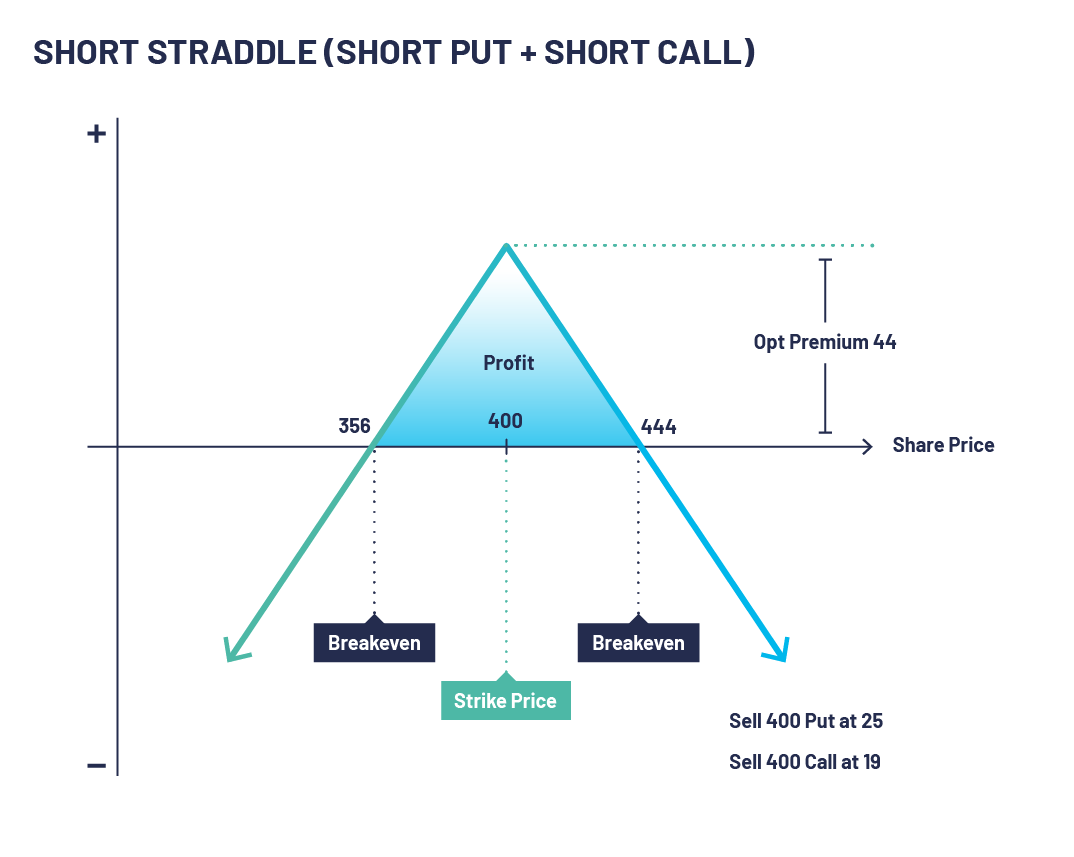 SHORT STRADDLE (SHORT PUT + SHORT CALL)
+
Opt Premium 44
Profit
356
400
444
Share Price
Breakeven
Breakeven
Strike Price
Sell 400 Put at 25
Sell 400 Call at 19
−